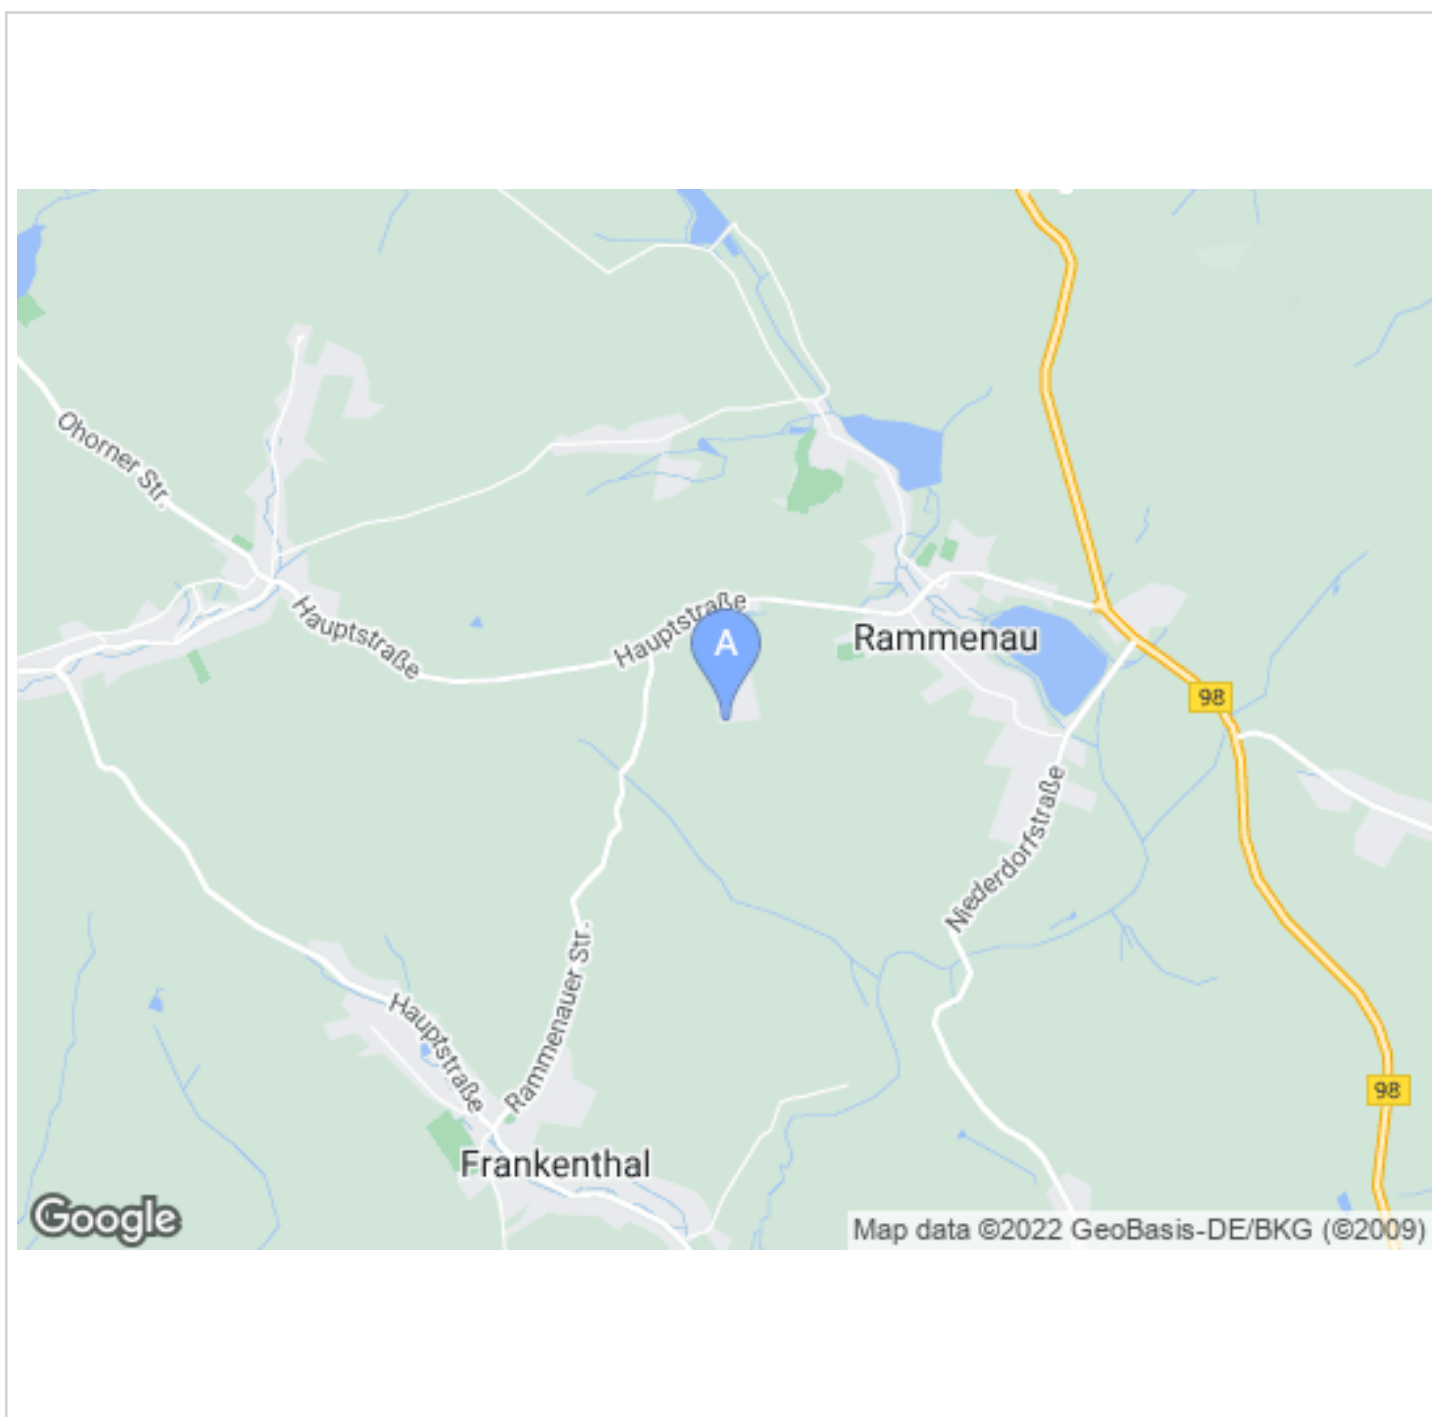 Ohorner Str.
Hauptstraße
Hauptstraße
A
Rammenau
98
Niederdorfstraße
Rammenauer Str.
Hauptstraße
98
Frankenthal
Google
Map data ©2022 GeoBasis-DE/BKG (©2009)